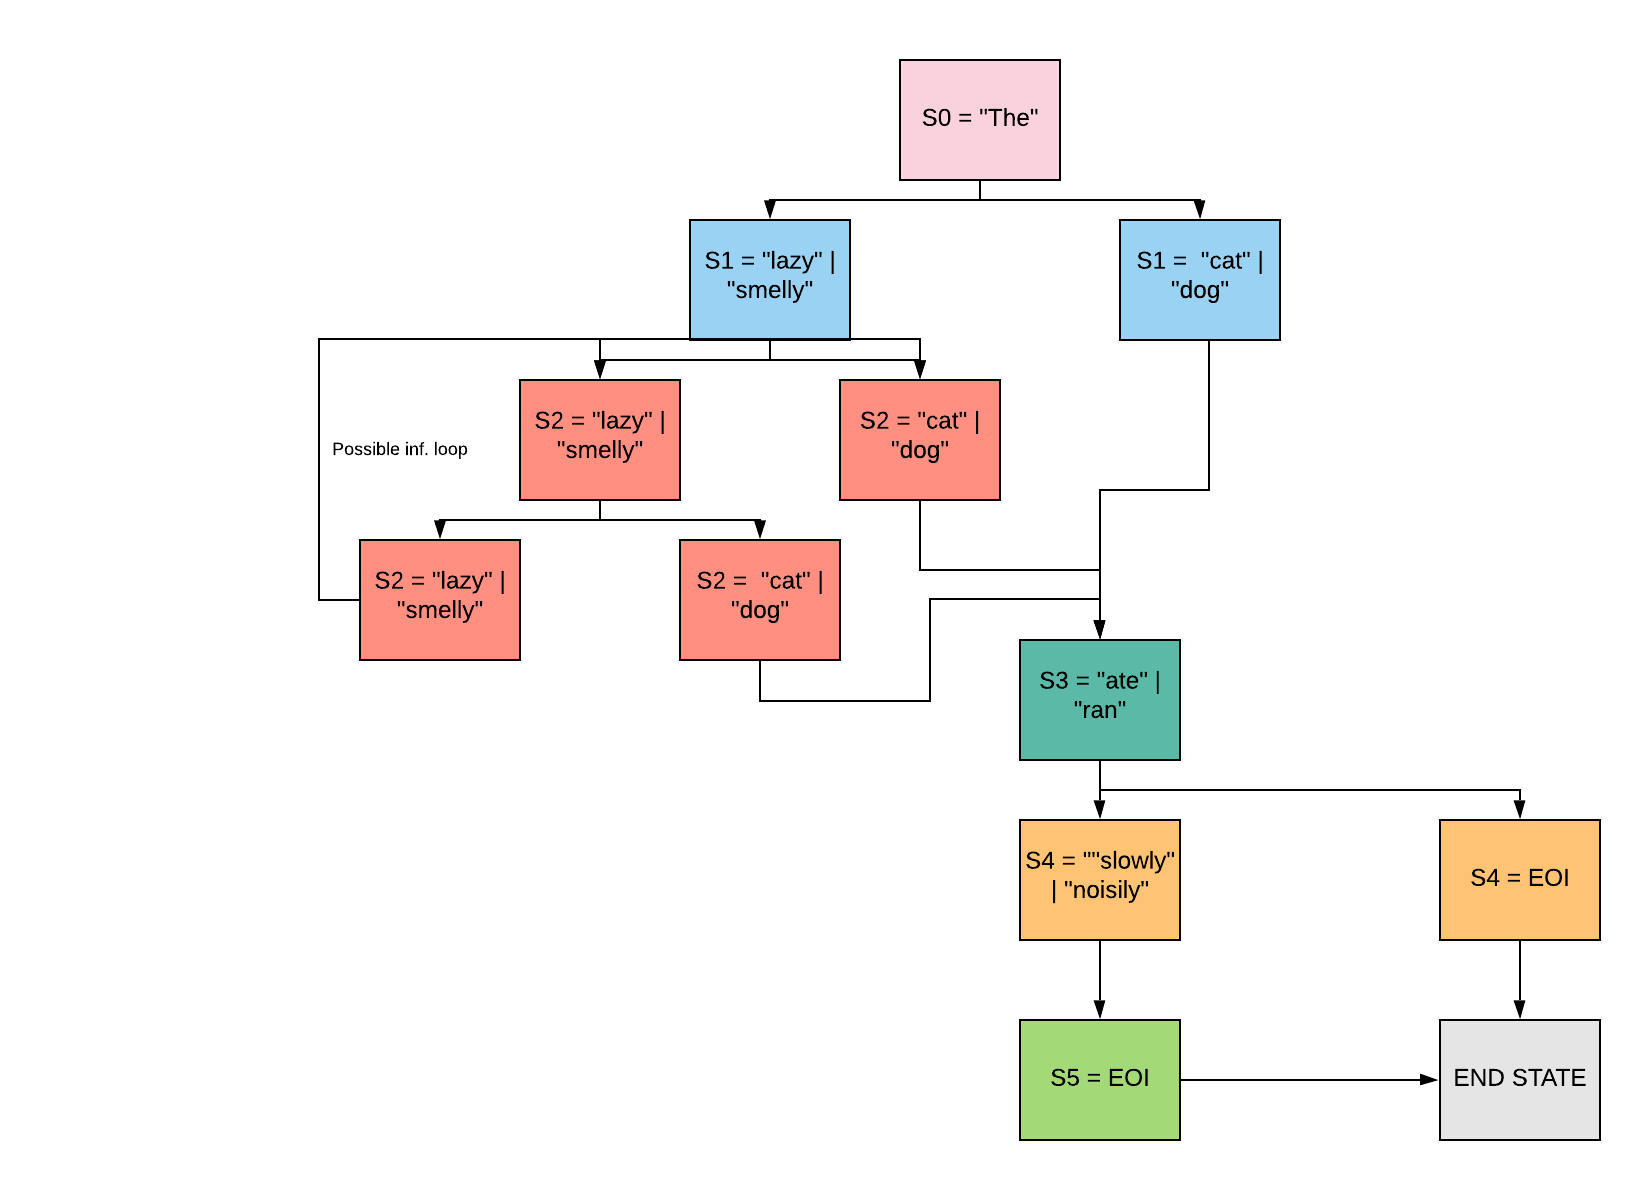 S0 = "The"
S1 = "lazy" |
"smelly"
S1 =  "cat" |
"dog"
S2 = "lazy" |
"smelly"
S2 = "cat" |
"dog"
Possible inf. loop
S2 = "lazy" |
"smelly"
S2 =  "cat" |
"dog"
S3 = "ate" |
"ran"
S4 = ""slowly"
| "noisily"
S4 = EOI
S5 = EOI
END STATE